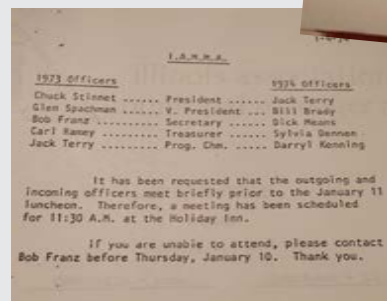 I.A.M.M.A.
1973 Officers 1974 Officers
Chuck Stinnet ...... President ...... Jack Terry
Glen Spachman ...... V. President ... Bill Brady
Bob Franz .......... Secretary ...... Dick Means
Carl Ramey ......... Treasurer ...... Sylvia Dennen
Jack Terry ......... Prog. Chm. ..... Darryl Konning
It has been requested that the outgoing and
incoming officers meet briefly prior to the January 11
luncheon. Therefore, a meeting has been scheduled
for 11:30 A.M. at the Holiday Inn.
If you are unable to attend, please contact
Bob Franz before Thursday, January 10. Thank you.